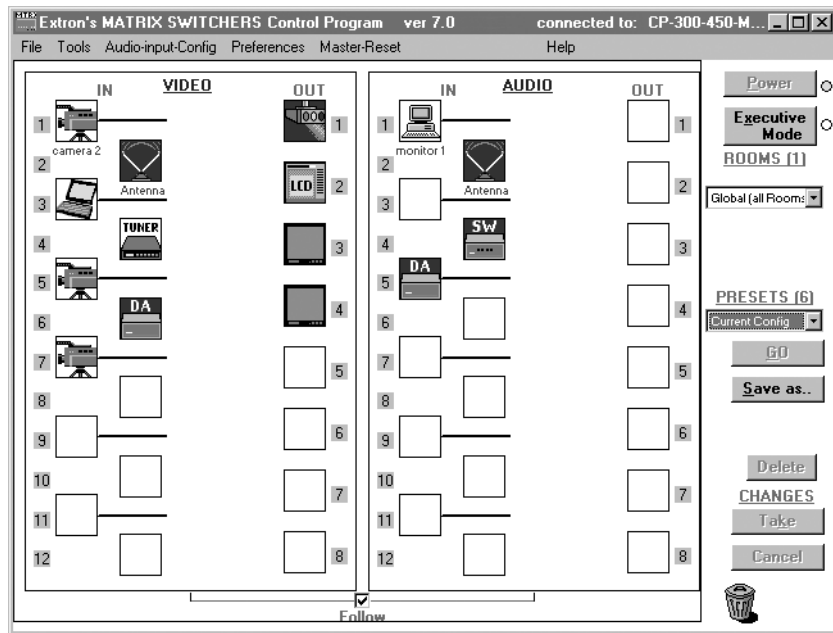 MTRX
Extron's MATRIX SWITCHERS Control Program ver 7.0 connected to: CP-300-450-M...
File Tools Audio-input-Config Preferences Master-Reset Help
IN VIDEO OUT
1
camera 2
2
Antenna
3
4
TUNER
5
6
DA
7
8
9
10
11
12
1
LCD
2
3
4
5
6
7
8
IN AUDIO OUT
1
monitor 1
2
Antenna
3
4
SW
DA
5
6
7
8
9
10
11
12
1
2
3
4
5
6
7
8
Follow
Power
Executive
Mode
ROOMS (1)
Global (all Rooms
PRESETS (6)
Current Config
GO
Save as..
Delete
CHANGES
Take
Cancel